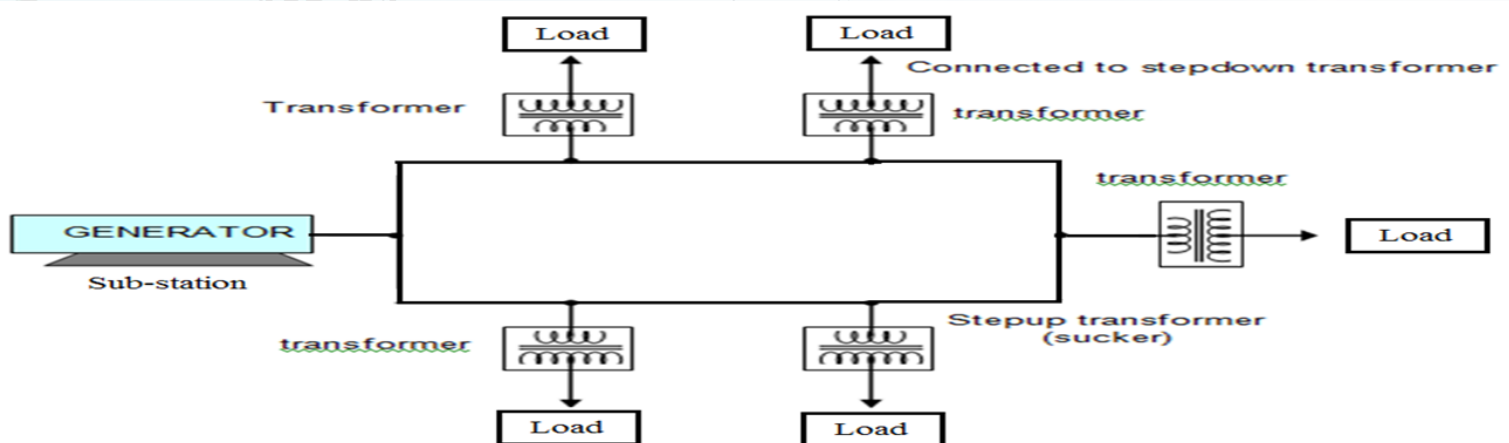 Load
Load
Connected to stepdown transformer
Transformer
transformer
transformer
GENERATOR
Load
Sub-station
Stepup transformer
(sucker)
transformer
Load
Load